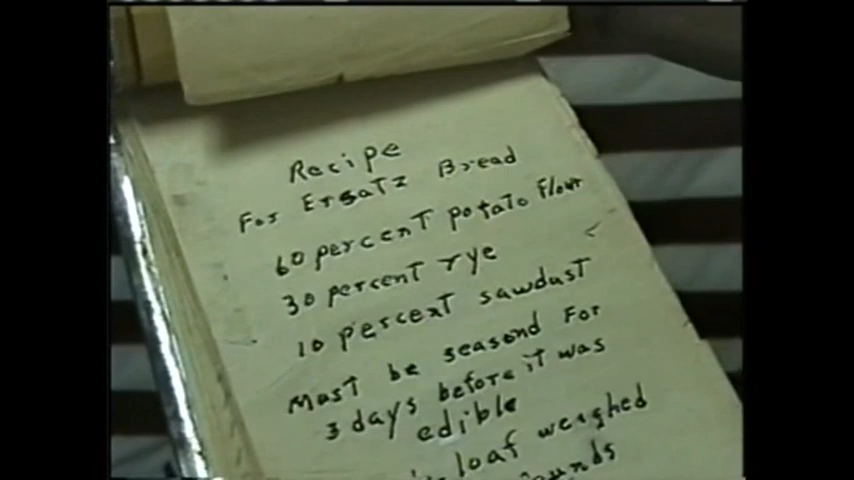 Recipe
For Ersatz Bread
60 percent potato Flour
30 percent rye
10 percent sawdust
Must be seasond For
3 days before it was
edible
loaf weighed